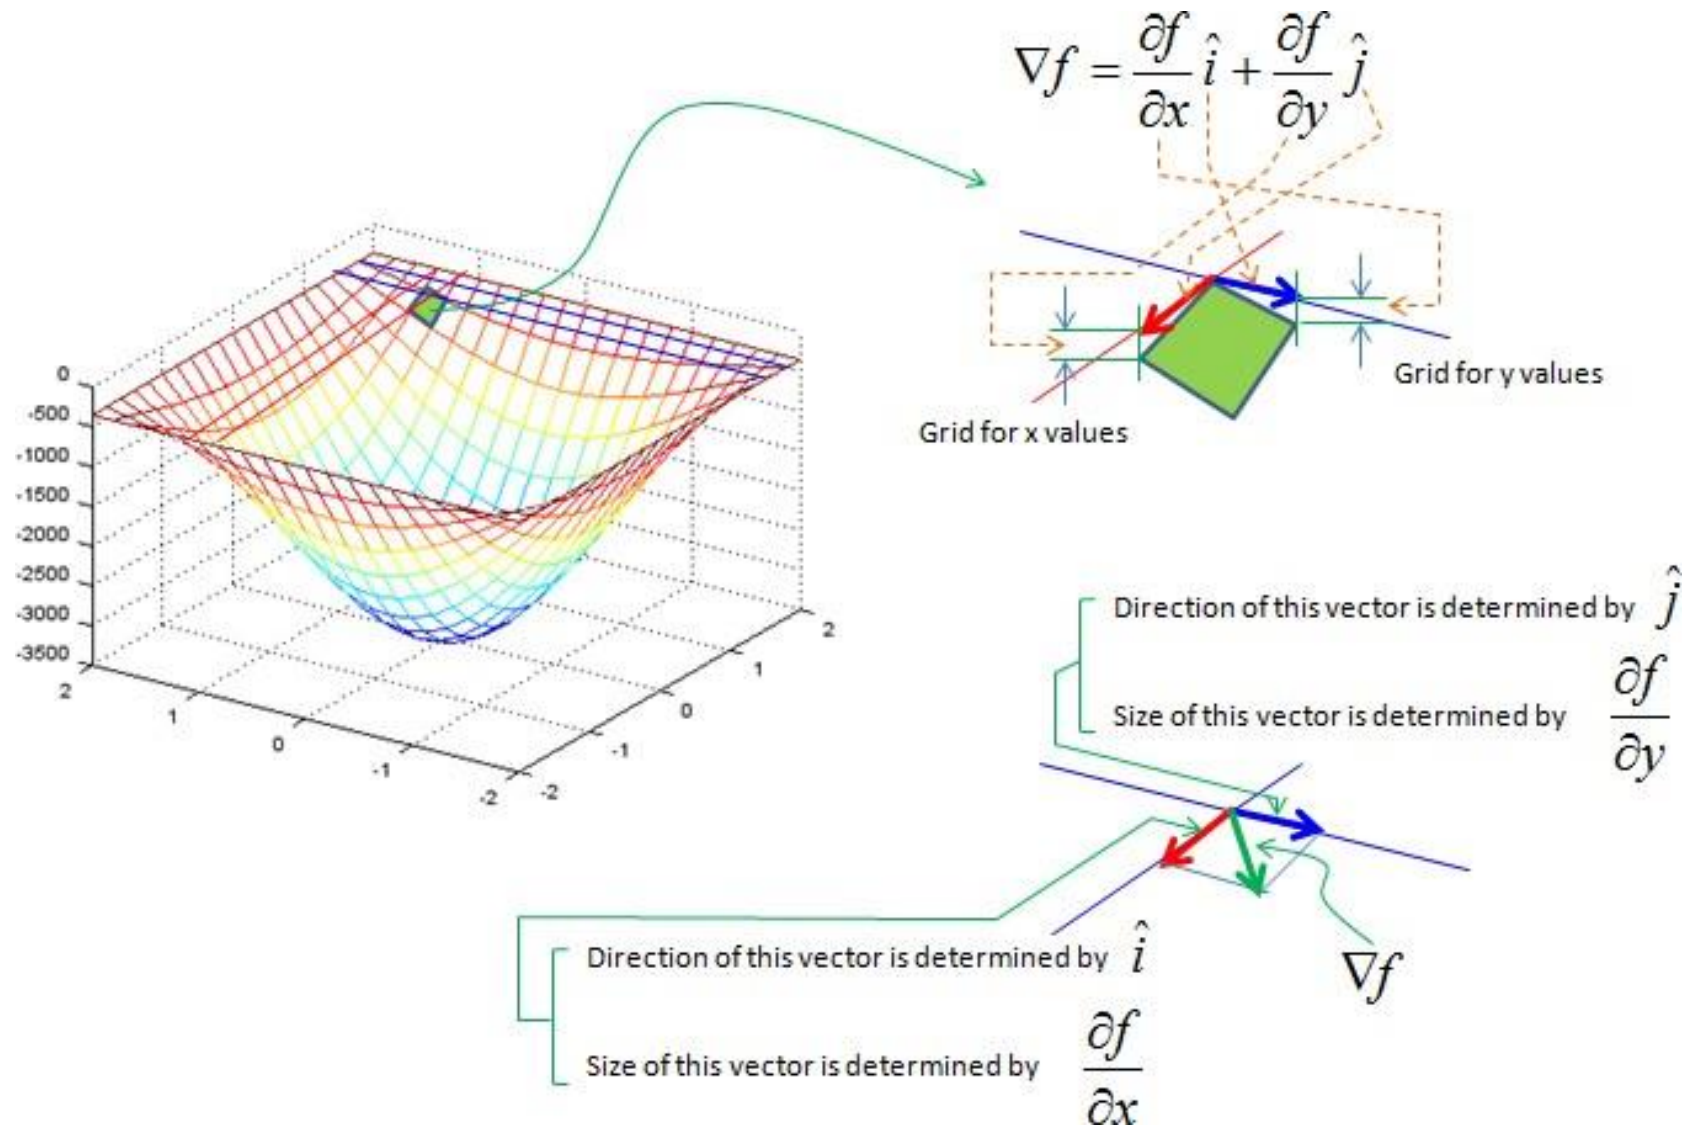 ∇f = ∂f/∂x î + ∂f/∂y ĵ
Grid for y values
Grid for x values
0
-500
-1000
-1500
-2000
-2500
-3000
-3500
2
1
0
-1
-2
-2
-1
0
1
2
Direction of this vector is determined by ĵ
Size of this vector is determined by ∂f/∂y
Direction of this vector is determined by î
∇f
Size of this vector is determined by ∂f/∂x